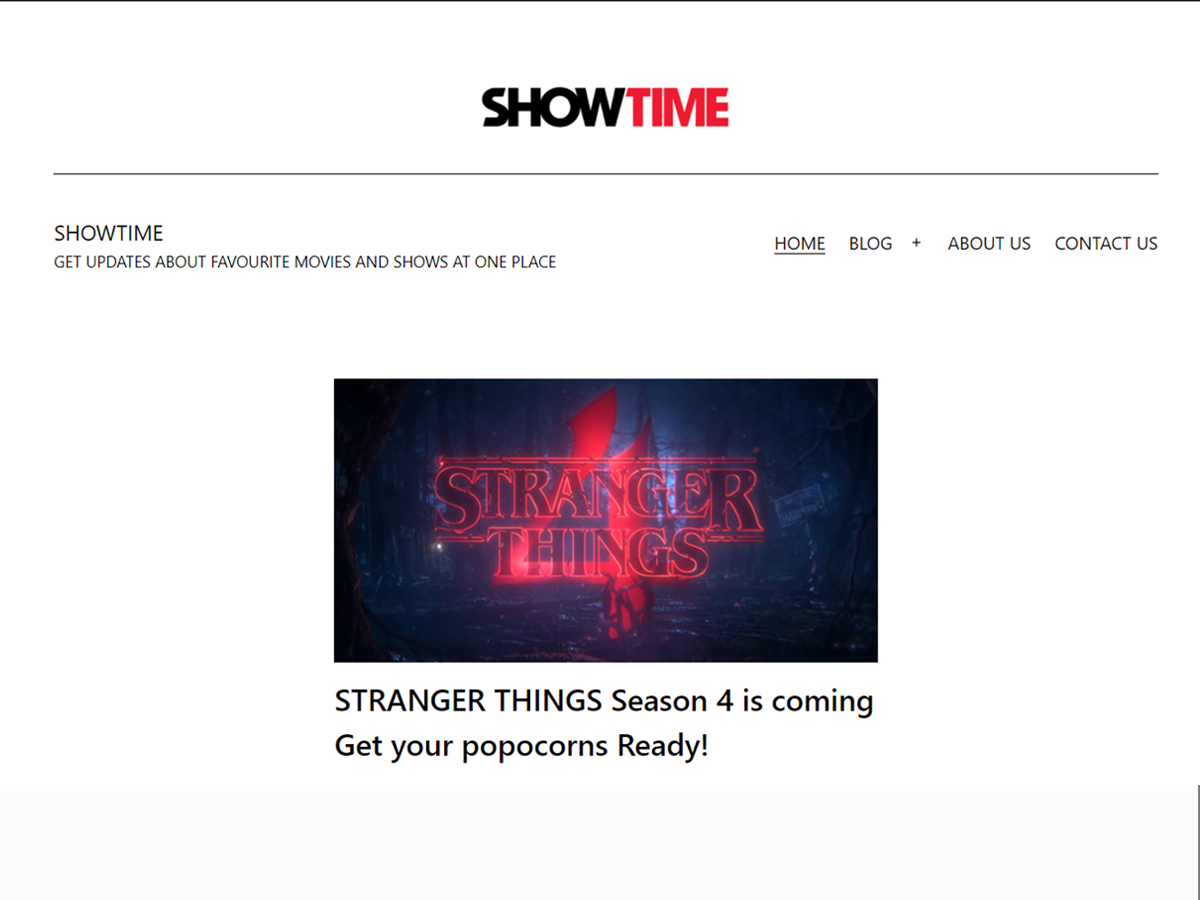 SHOWTIME
SHOWTIME
GET UPDATES ABOUT FAVOURITE MOVIES AND SHOWS AT ONE PLACE
HOME BLOG + ABOUT US CONTACT US
4
STRANGER
THINGS
STRANGER THINGS Season 4 is coming
Get your popocorns Ready!